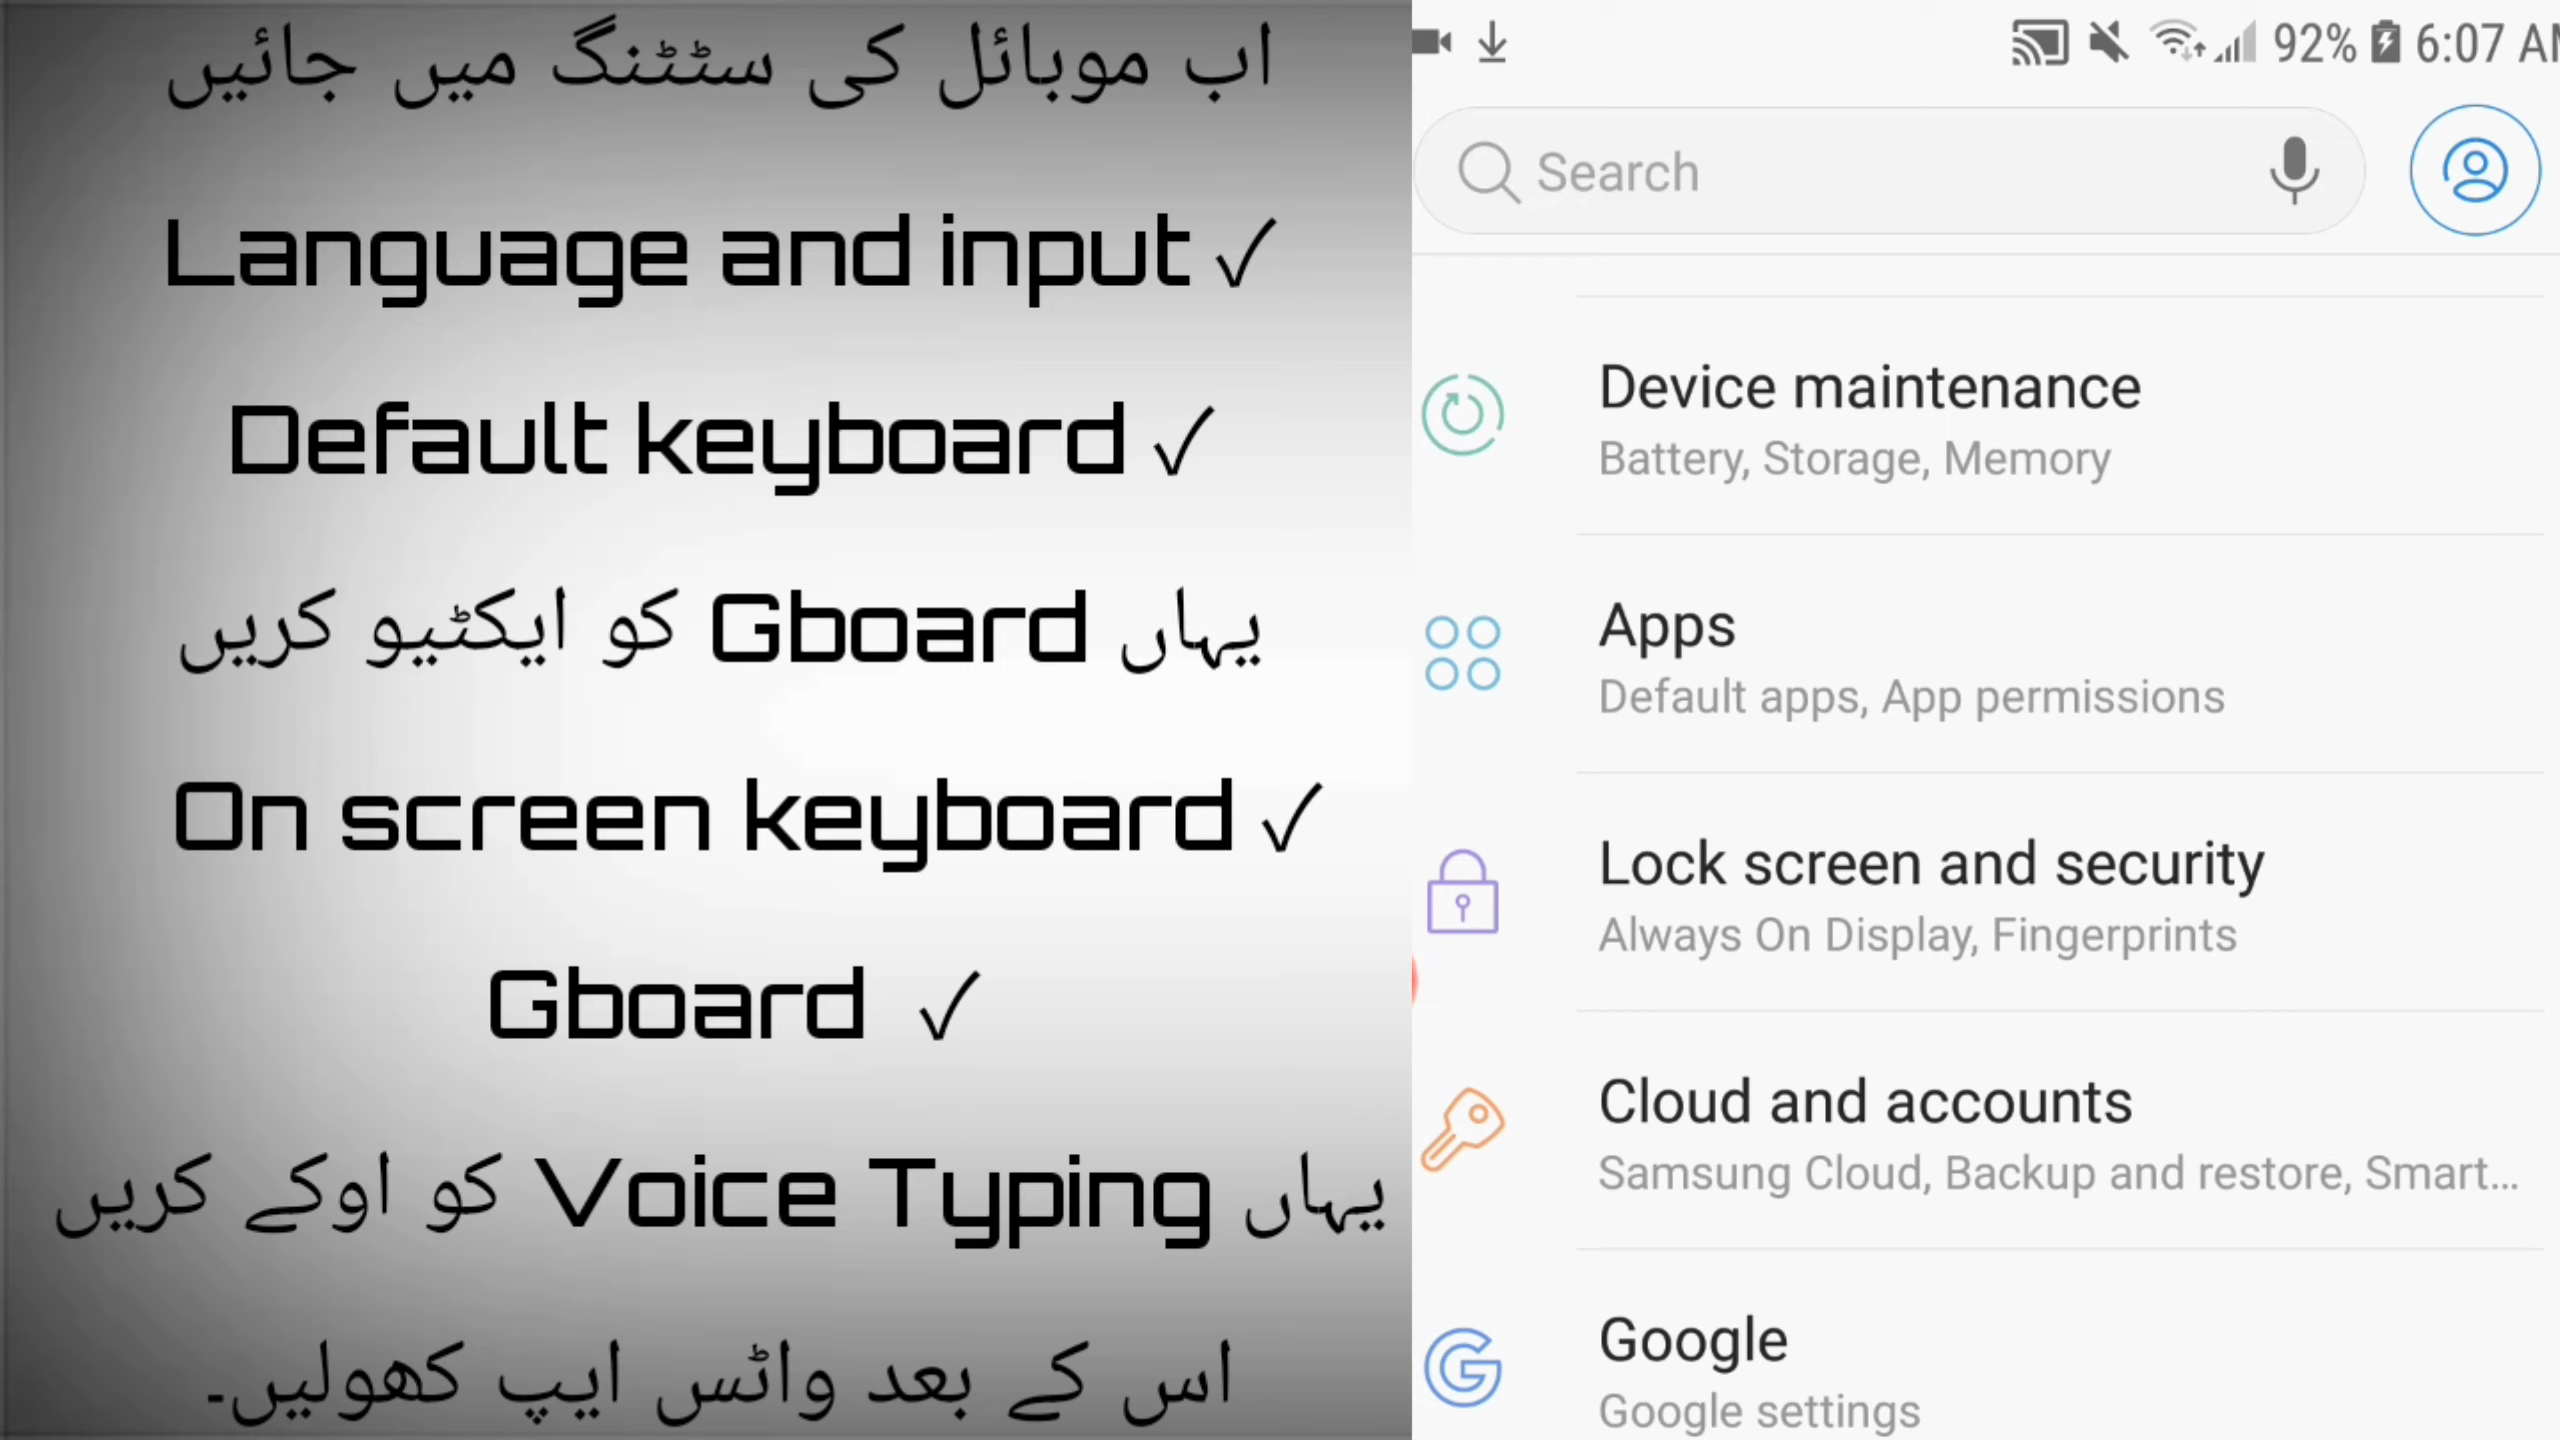 اب موبائل کی سٹٹنگ میں جائیں
Language and input ✓
Default keyboard ✓
یہاں Gboard کو ایکٹیو کریں
On screen keyboard ✓
Gboard ✓
یہاں Voice Typing کو اوکے کریں
اس کے بعد واٹس ایپ کھولیں۔
92% 6:07 AM
Search
Device maintenance
Battery, Storage, Memory
Apps
Default apps, App permissions
Lock screen and security
Always On Display, Fingerprints
Cloud and accounts
Samsung Cloud, Backup and restore, Smart...
Google
Google settings